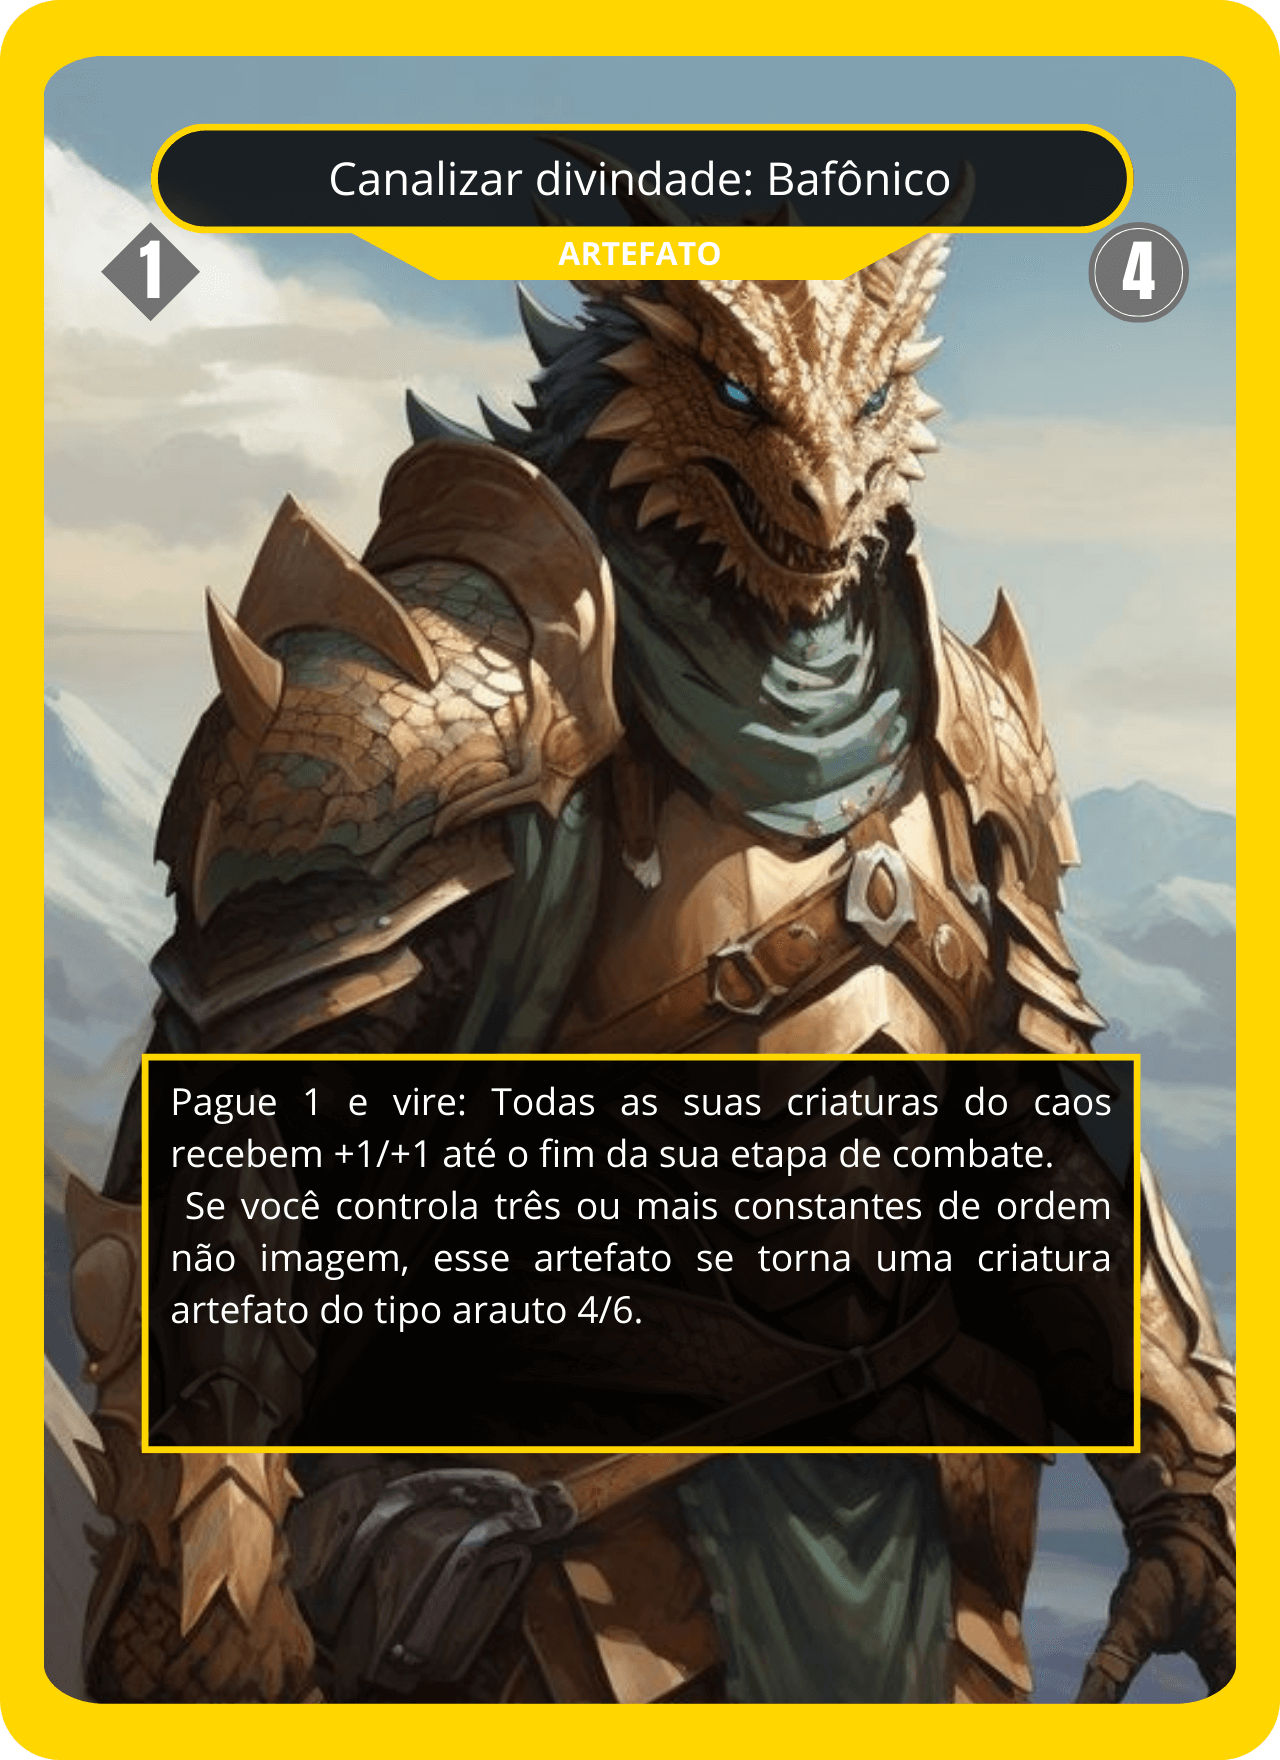 Canalizar divindade: Bafônico
ARTEFATO
1
4
Pague 1 e vire: Todas as suas criaturas do caos
recebem +1/+1 até o fim da sua etapa de combate.
Se você controla três ou mais constantes de ordem
não imagem, esse artefato se torna uma criatura
artefato do tipo arauto 4/6.